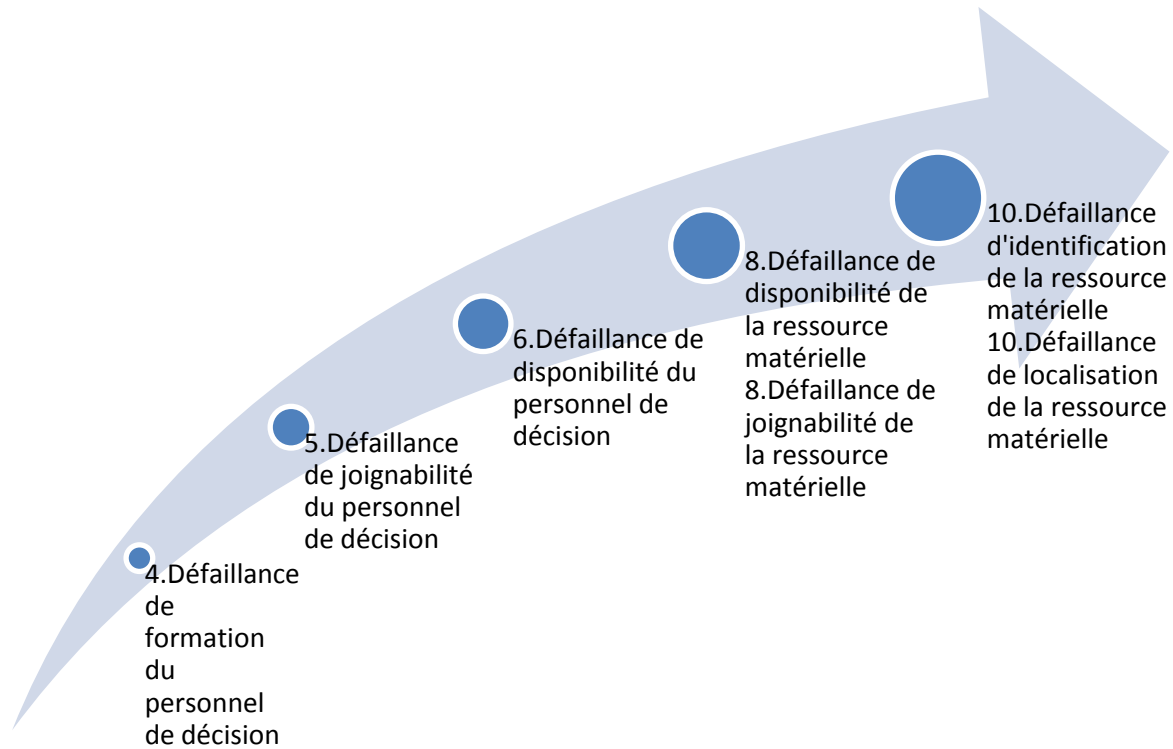 4.Défaillance
de
formation
du
personnel
de décision
5.Défaillance
de joignabilité
du personnel
de décision
6.Défaillance de
disponibilité du
personnel de
décision
8.Défaillance de
disponibilité de
la ressource
matérielle
8.Défaillance de
joignabilité de
la ressource
matérielle
10.Défaillance
d'identification
de la ressource
matérielle
10.Défaillance
de localisation
de la ressource
matérielle